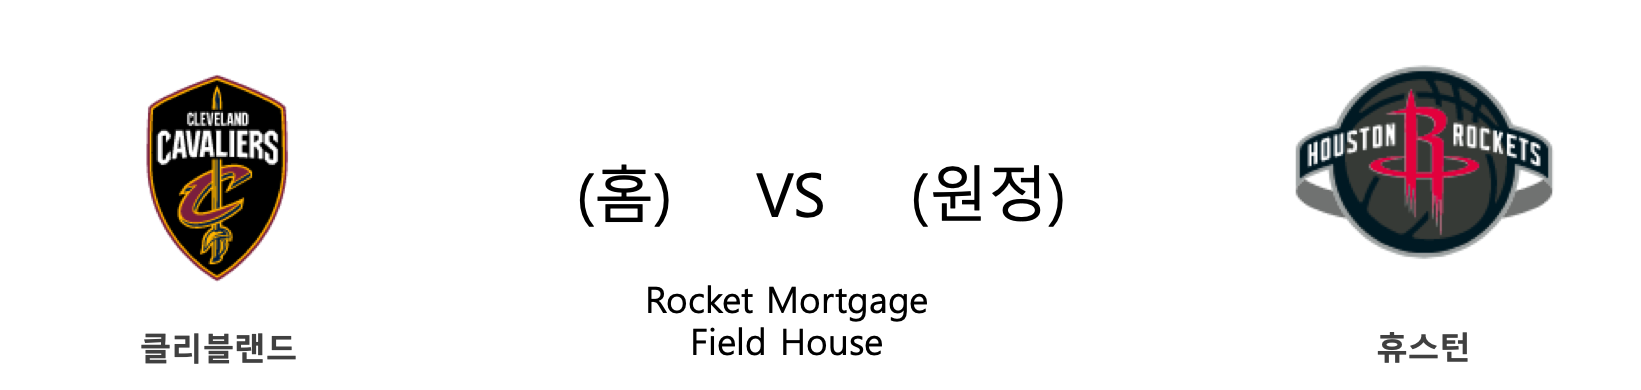 CLEVELAND
CAVALIERS
HOUSTON ROCKETS
(홈) VS (원정)
Rocket Mortgage
Field House
클리블랜드
휴스턴